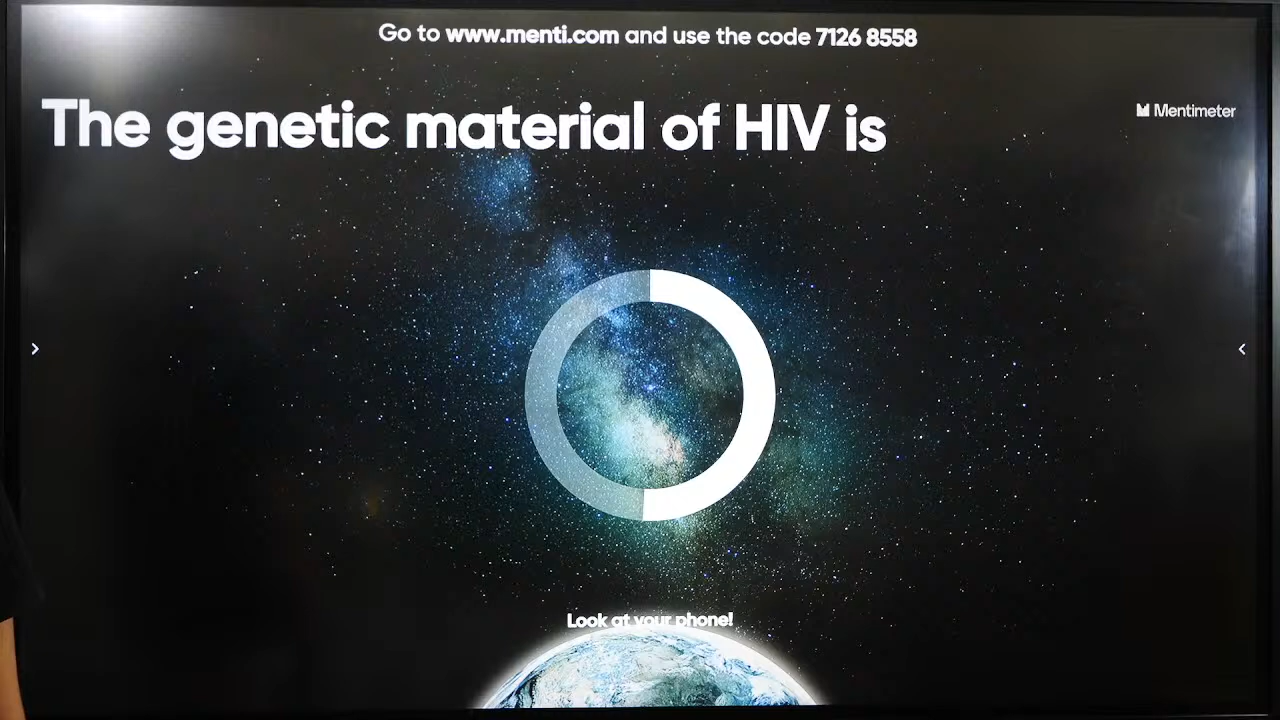 Go to www.menti.com and use the code 7126 8558
The genetic material of HIV is
Mentimeter
Look at your phone!